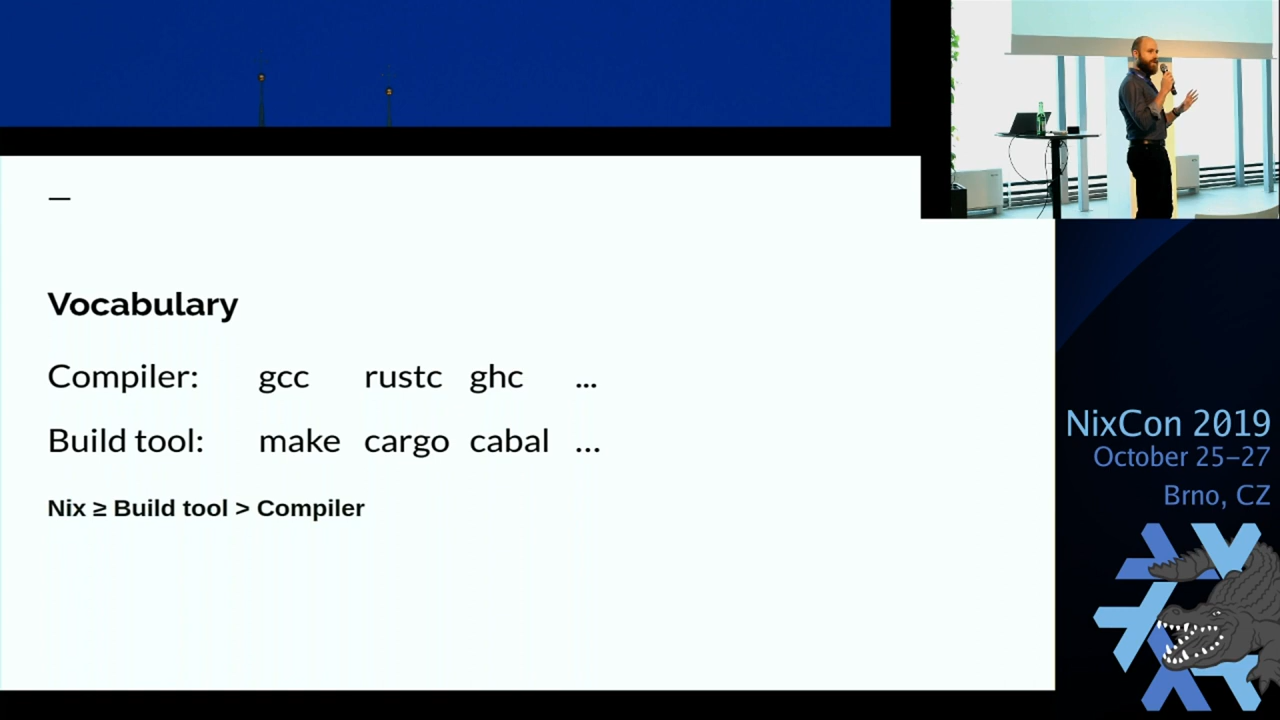 Vocabulary
Compiler: gcc rustc ghc ...
Build tool: make cargo cabal ...
Nix ≥ Build tool > Compiler
NixCon 2019
October 25–27
Brno, CZ